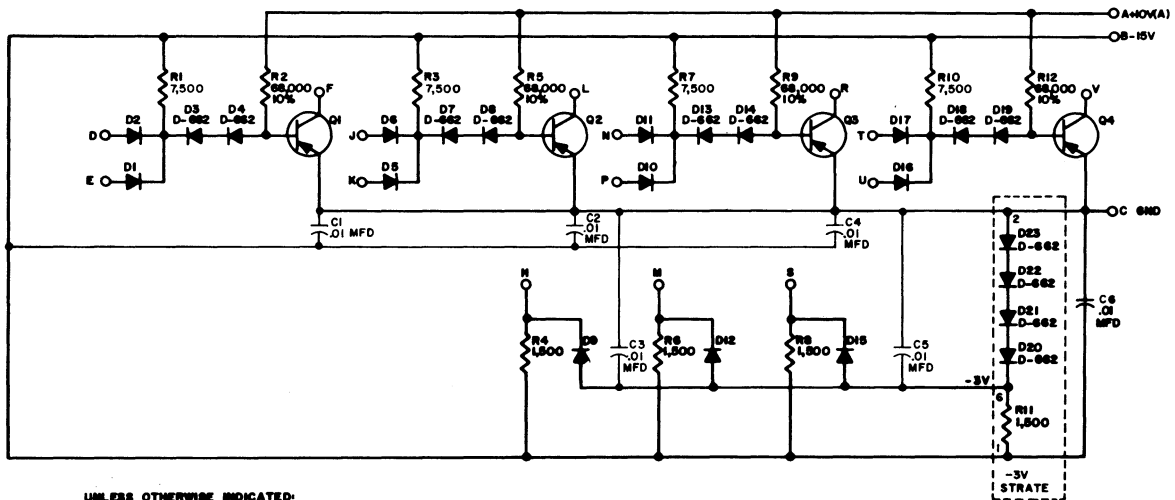 A+10V(A)
B-15V
R1
7,500
R2
68,000
10%
F
R3
7,500
R5
68,000
10%
L
R7
7,500
R9
68,000
10%
R
R10
7,500
R12
68,000
10%
V
D
D2
D3
D-662
D4
D-662
Q1
J
D6
D7
D-662
D8
D-662
Q2
N
D11
D13
D-662
D14
D-662
Q3
T
D17
D18
D-662
D19
D-662
Q4
E
D1
K
D5
P
D10
U
D16
C GND
C1
.01 MFD
C2
.01
MFD
C4
.01
MFD
2
D23
D-662
D22
D-662
D21
D-662
D20
D-662
C6
.01
MFD
H
M
S
R4
1,500
D9
C3
.01
MFD
R6
1,500
D12
R8
1,500
D15
C5
.01
MFD
-3V
6
R11
1,500
1
-3V
STRATE
UNLESS OTHERWISE INDICATED: